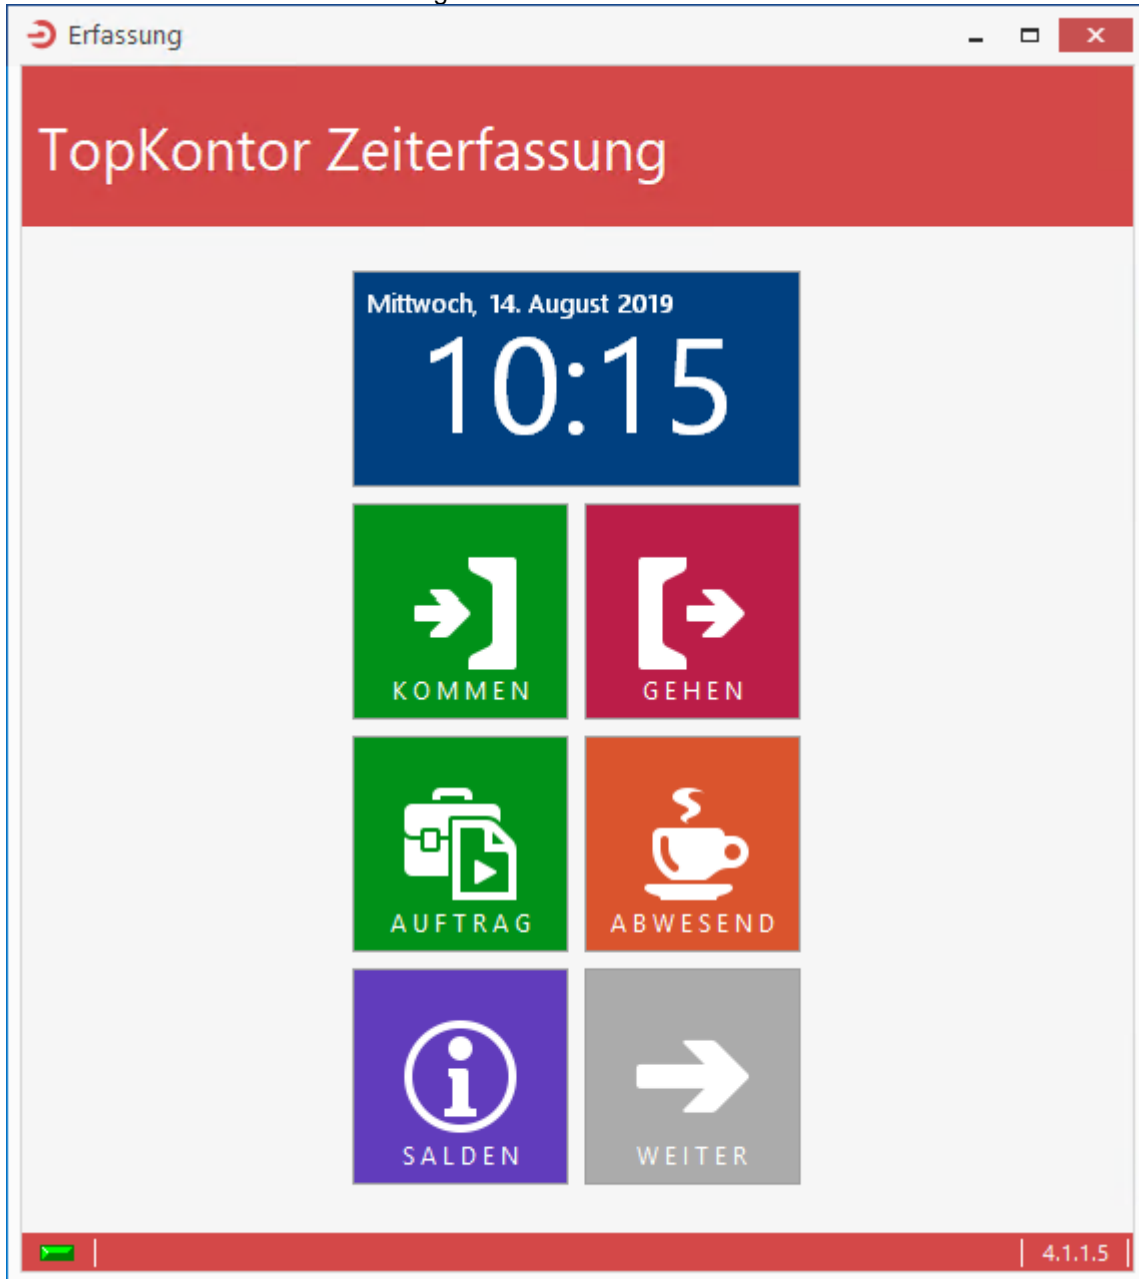 Erfassung
TopKontor Zeiterfassung
Mittwoch, 14. August 2019
10:15
KOMMEN
GEHEN
AUFTRAG
ABWESEND
SALDEN
WEITER
4.1.1.5